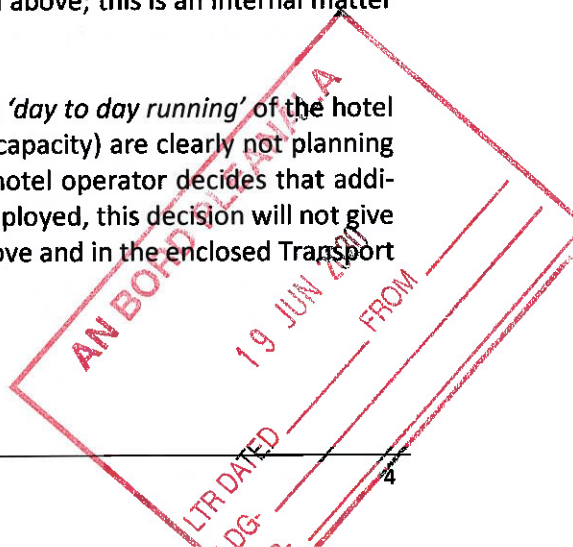 above; this is an internal matter
'day to day running' of the hotel
capacity) are clearly not planning
hotel operator decides that addi-
ployed, this decision will not give
ve and in the enclosed Transport
4
AN BORD PLEANÁLA
19 JUN
FROM
LTR DATED
LDG-